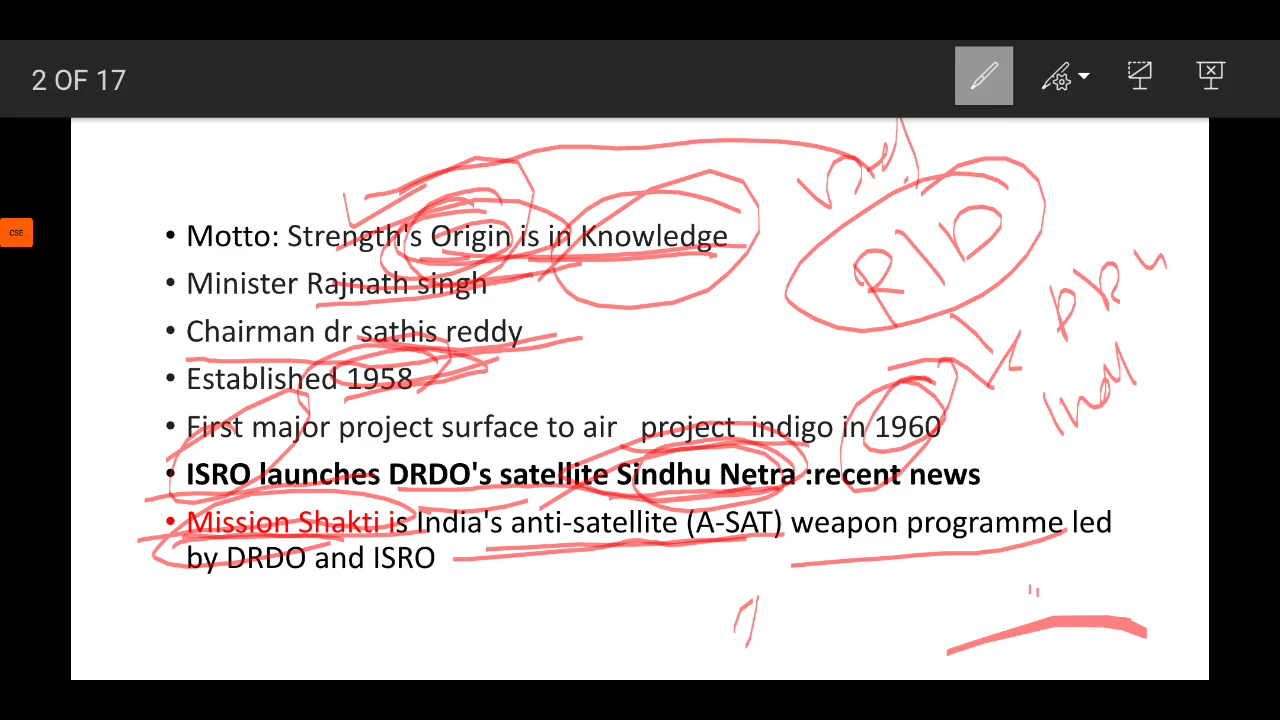 2 OF 17
CSE
• Motto: Strength's Origin is in Knowledge
• Minister Rajnath singh
• Chairman dr sathis reddy
• Established 1958
• First major project surface to air project indigo in 1960
• ISRO launches DRDO's satellite Sindhu Netra :recent news
• Mission Shakti is India's anti-satellite (A-SAT) weapon programme led
by DRDO and ISRO
R/D